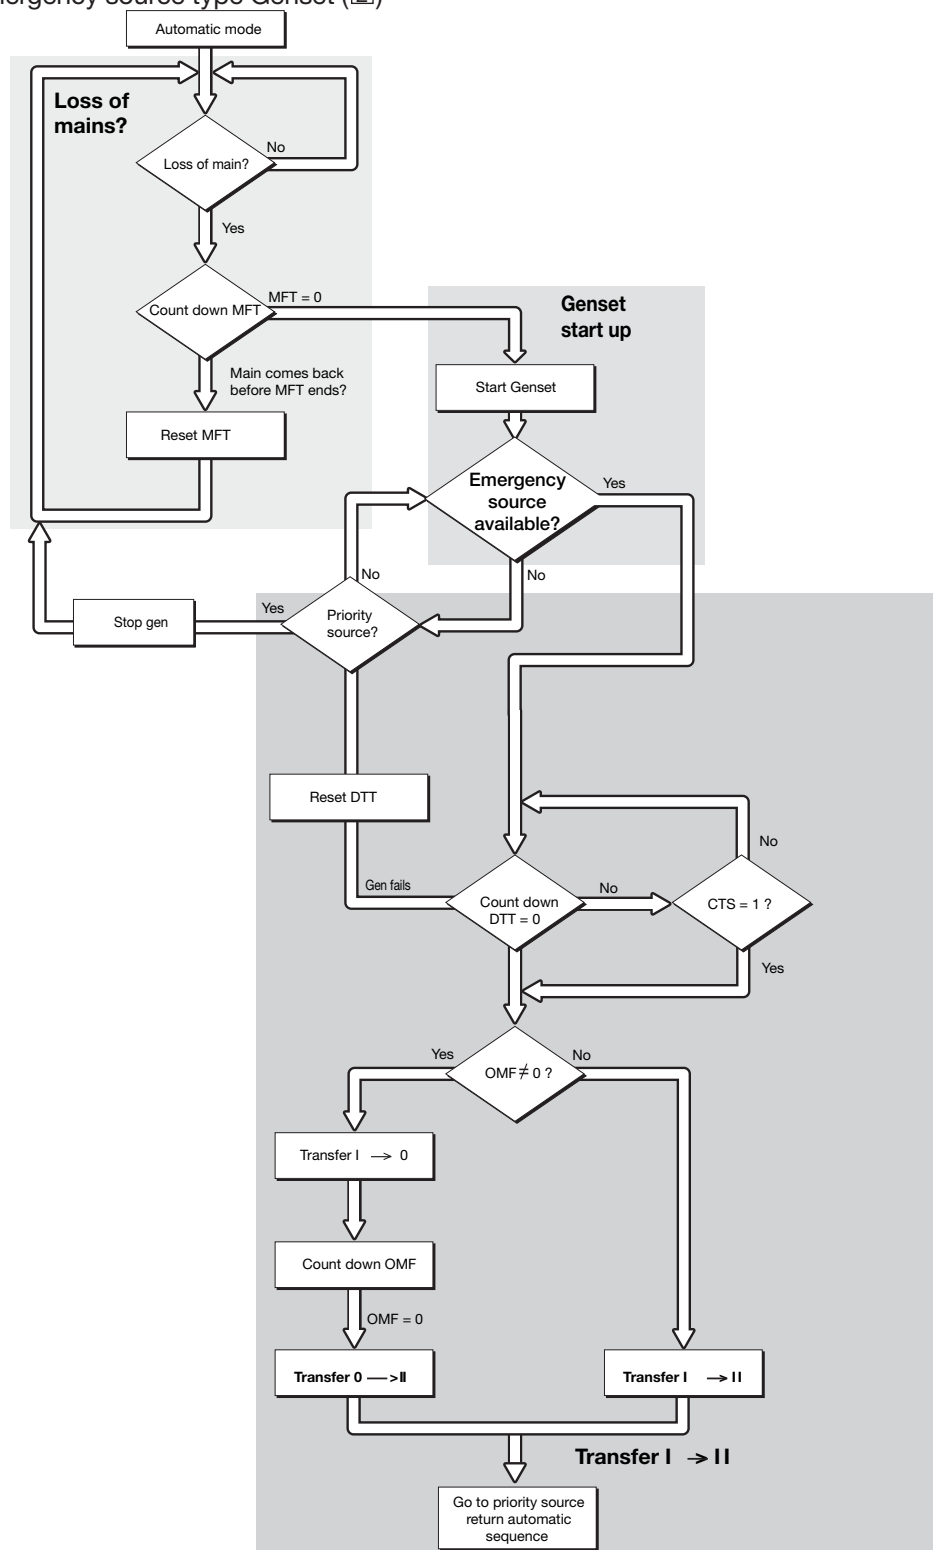 emergency source type Genset (
Automatic mode
Loss of
mains?
No
Loss of main?
Yes
MFT = 0
Count down MFT
Genset
start up
Main comes back
before MFT ends?
Start Genset
Reset MFT
Emergency
source
available?
Yes
No
No
Yes
Priority
source?
Stop gen
Reset DTT
No
Gen fails
No
Count down
DTT = 0
CTS = 1 ?
Yes
Yes
No
OMF ≠ 0 ?
Transfer I → 0
Count down OMF
OMF = 0
Transfer 0 —> II
Transfer I → II
Transfer I → II
Go to priority source
return automatic
sequence